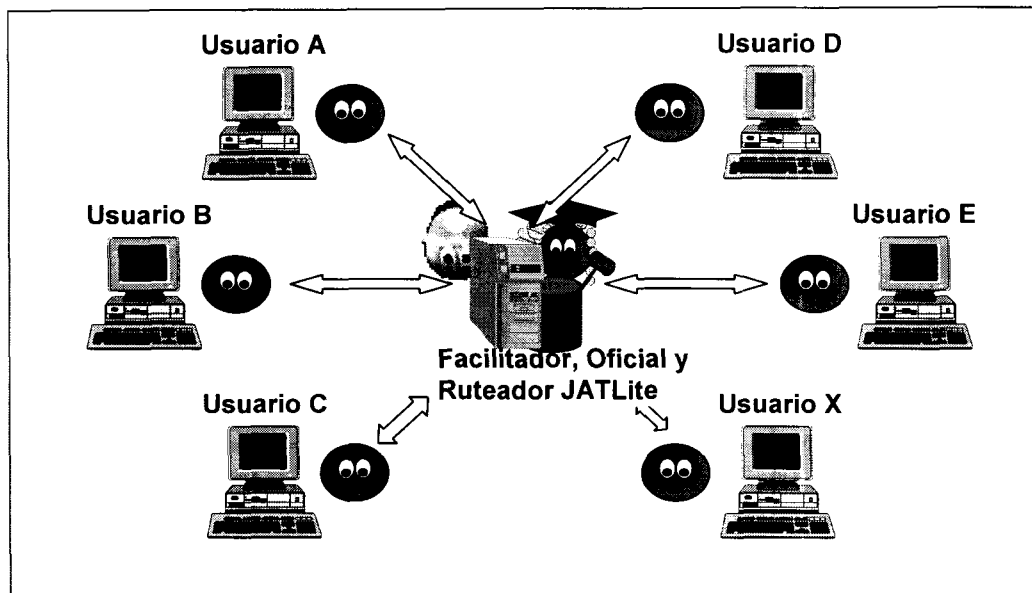 Usuario A
Usuario D
Usuario B
Usuario E
Facilitador, Oficial y
Ruteador JATLite
Usuario C
Usuario X